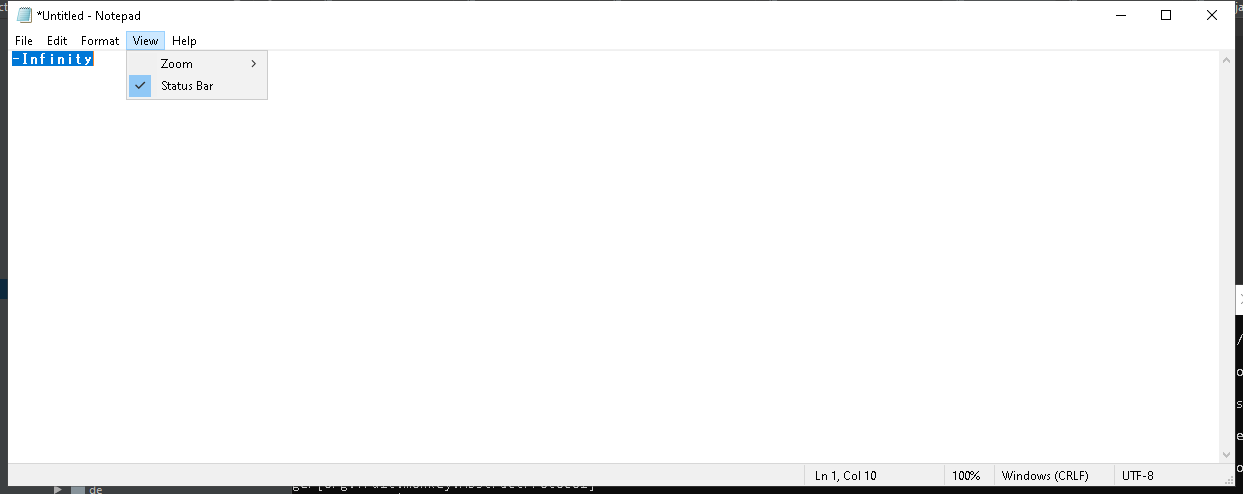 *Untitled - Notepad
File Edit Format View Help
-Infinity
Zoom
Status Bar
Ln 1, Col 10 100% Windows (CRLF) UTF-8
de